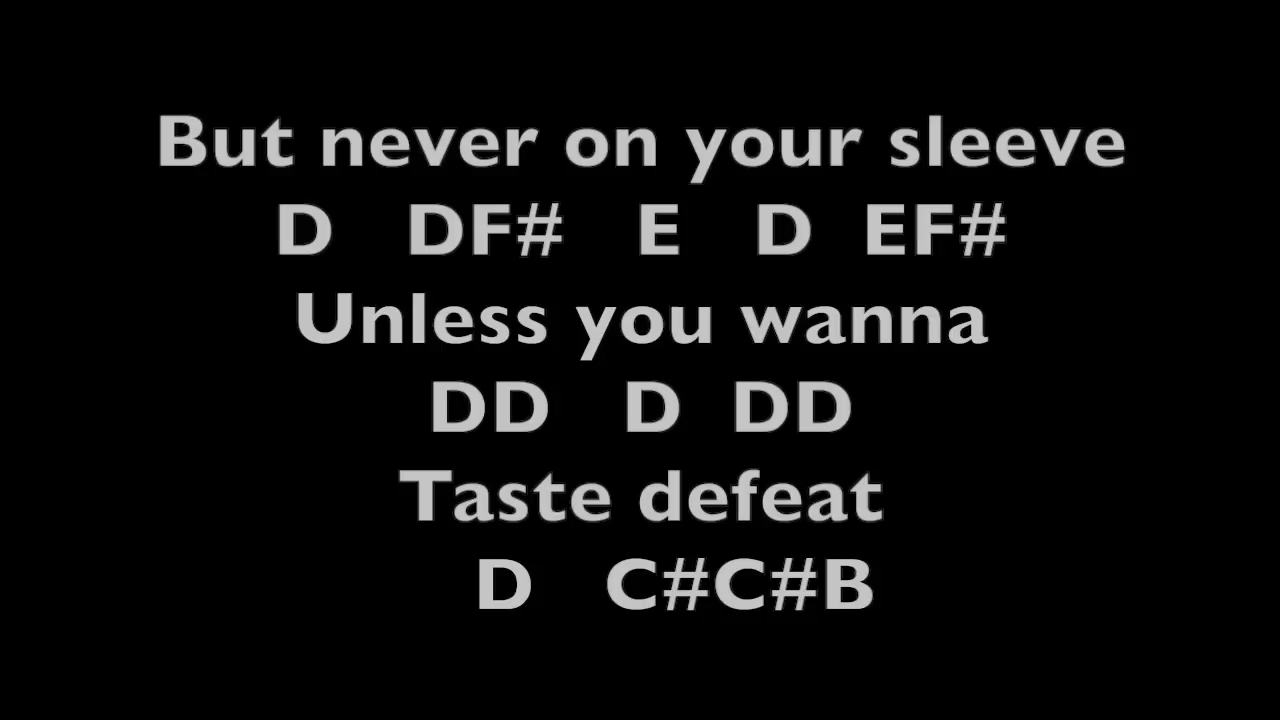 But never on your sleeve
D DF# E D EF#
Unless you wanna
DD D DD
Taste defeat
D C#C#B